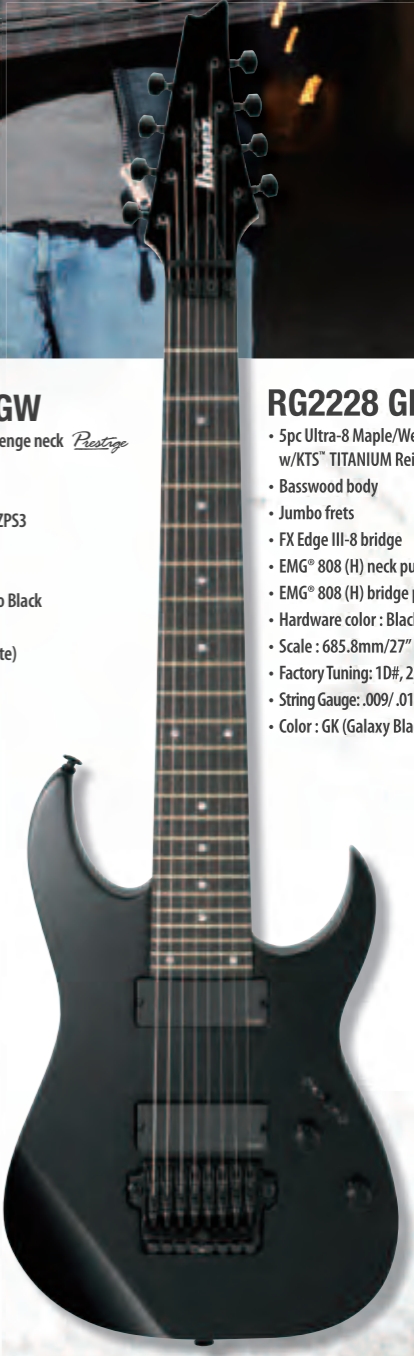 Ibanez
GW
enge neck Prestige
ZPS3
o Black
te)
RG2228 G
• 5pc Ultra-8 Maple/We
w/KTS™ TITANIUM Rei
• Basswood body
• Jumbo frets
• FX Edge III-8 bridge
• EMG® 808 (H) neck pu
• EMG® 808 (H) bridge p
• Hardware color : Black
• Scale : 685.8mm/27"
• Factory Tuning: 1D#, 2
• String Gauge: .009/ .01
• Color : GK (Galaxy Bla